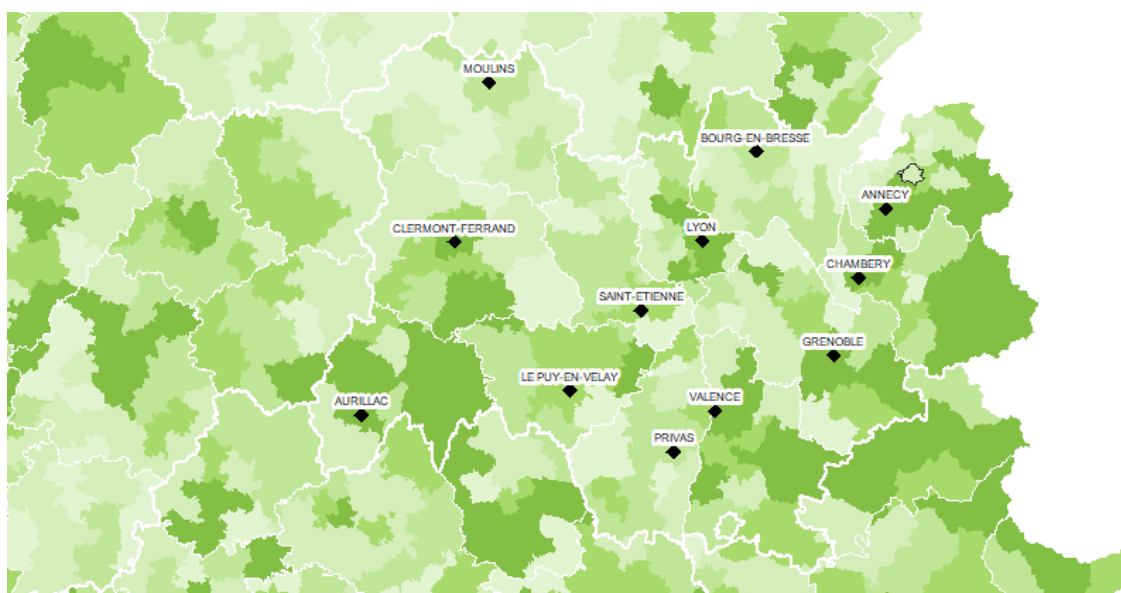 MOULINS
BOURG-EN-BRESSE
ANNECY
CLERMONT-FERRAND
LYON
CHAMBERY
SAINT-ETIENNE
GRENOBLE
LE PUY-EN-VELAY
AURILLAC
VALENCE
PRIVAS